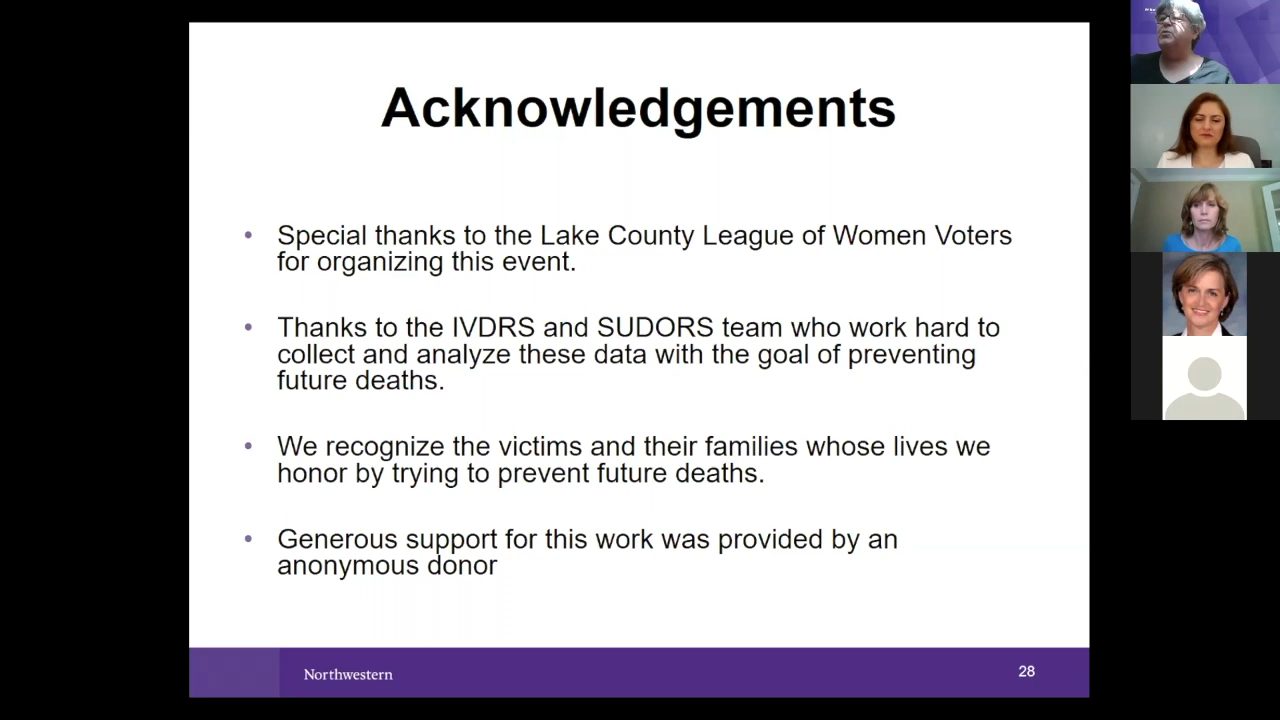 Acknowledgements
• Special thanks to the Lake County League of Women Voters
for organizing this event.
• Thanks to the IVDRS and SUDORS team who work hard to
collect and analyze these data with the goal of preventing
future deaths.
• We recognize the victims and their families whose lives we
honor by trying to prevent future deaths.
• Generous support for this work was provided by an
anonymous donor
Northwestern
28